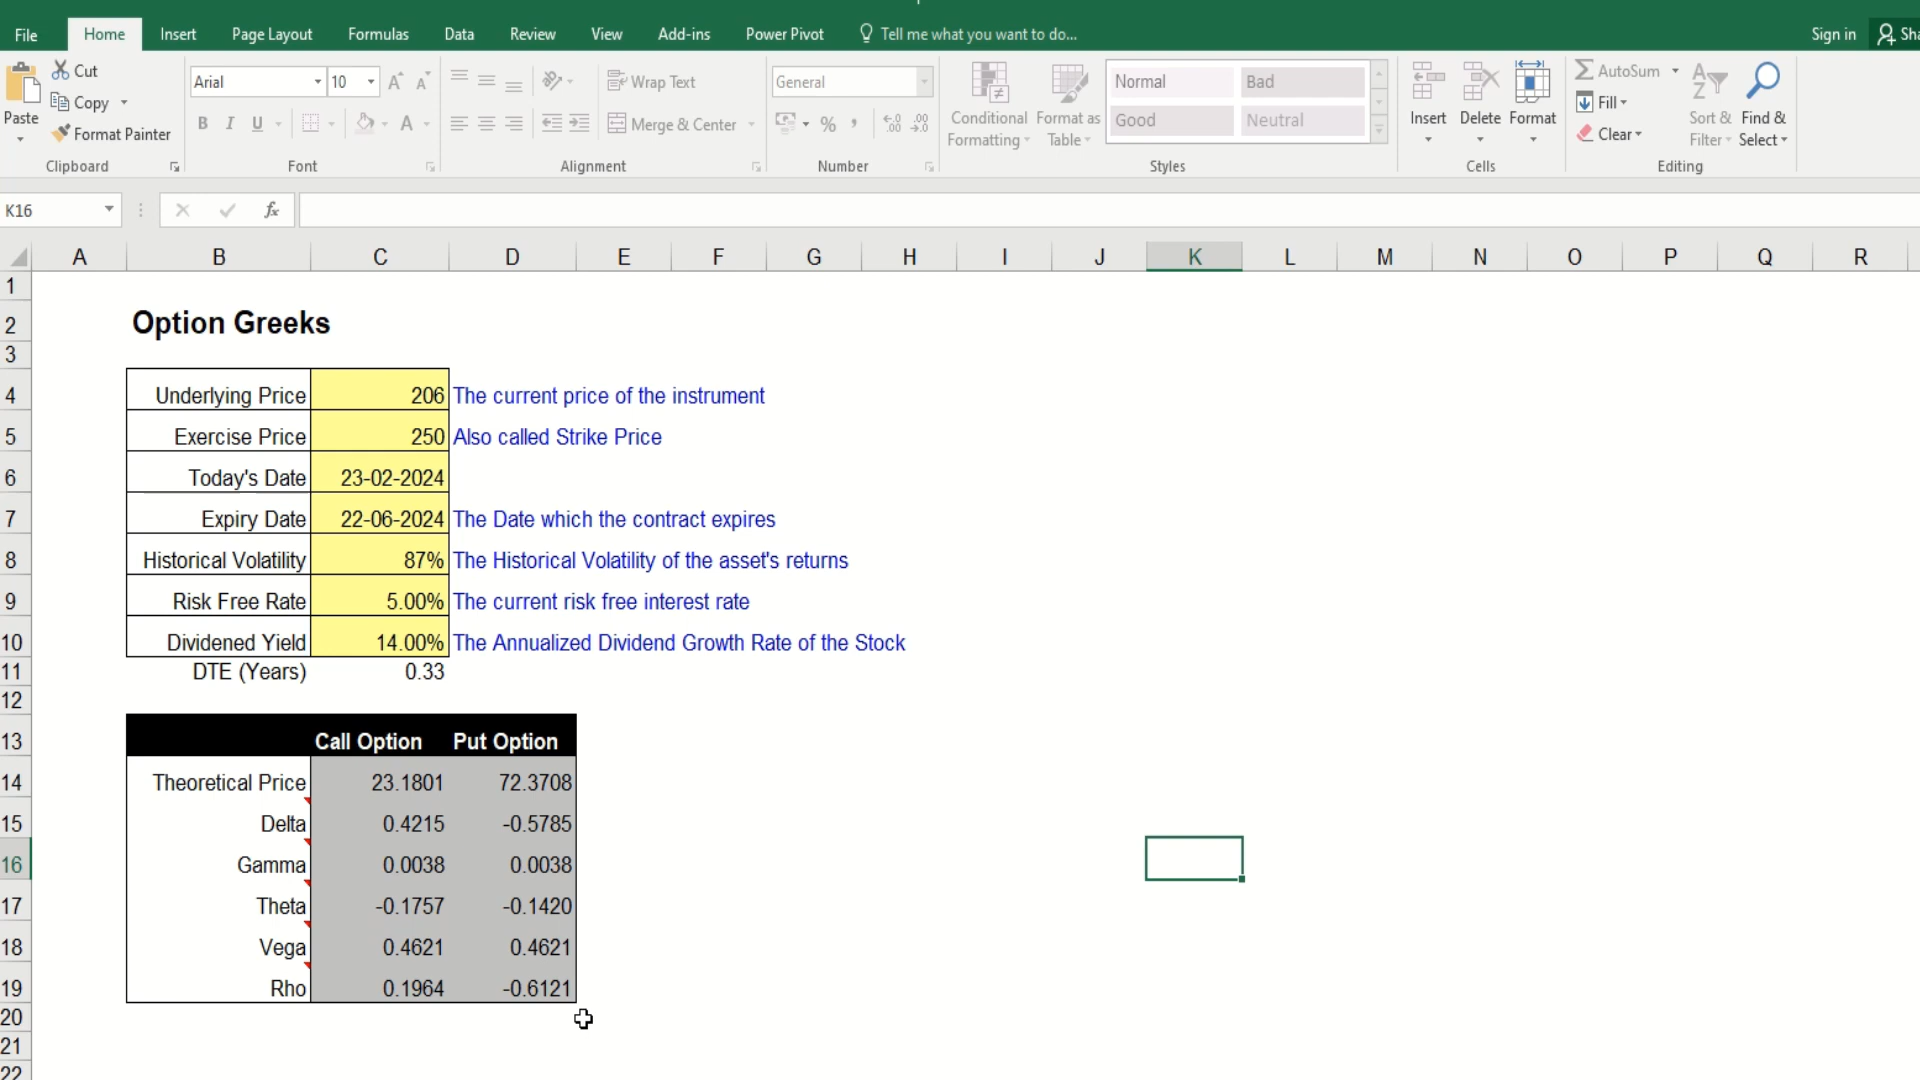 File Home Insert Page Layout Formulas Data Review View Add-ins Power Pivot Tell me what you want to do... Sign in
Cut
Copy
Format Painter
Paste
Clipboard
Arial 10
B I U
Font
Wrap Text
Merge & Center
Alignment
General
%
Number
Conditional Formatting
Format as Table
Normal Bad
Good Neutral
Styles
Insert Delete Format
Cells
AutoSum
Fill
Clear
Sort & Filter
Find & Select
Editing
K16 fx
A B C D E F G H I J K L M N O P Q R
1
2 Option Greeks
3
4 Underlying Price 206 The current price of the instrument
5 Exercise Price 250 Also called Strike Price
6 Today's Date 23-02-2024
7 Expiry Date 22-06-2024 The Date which the contract expires
8 Historical Volatility 87% The Historical Volatility of the asset's returns
9 Risk Free Rate 5.00% The current risk free interest rate
10 Dividened Yield 14.00% The Annualized Dividend Growth Rate of the Stock
11 DTE (Years) 0.33
12
13 Call Option Put Option
14 Theoretical Price 23.1801 72.3708
15 Delta 0.4215 -0.5785
16 Gamma 0.0038 0.0038
17 Theta -0.1757 -0.1420
18 Vega 0.4621 0.4621
19 Rho 0.1964 -0.6121
20
21
22